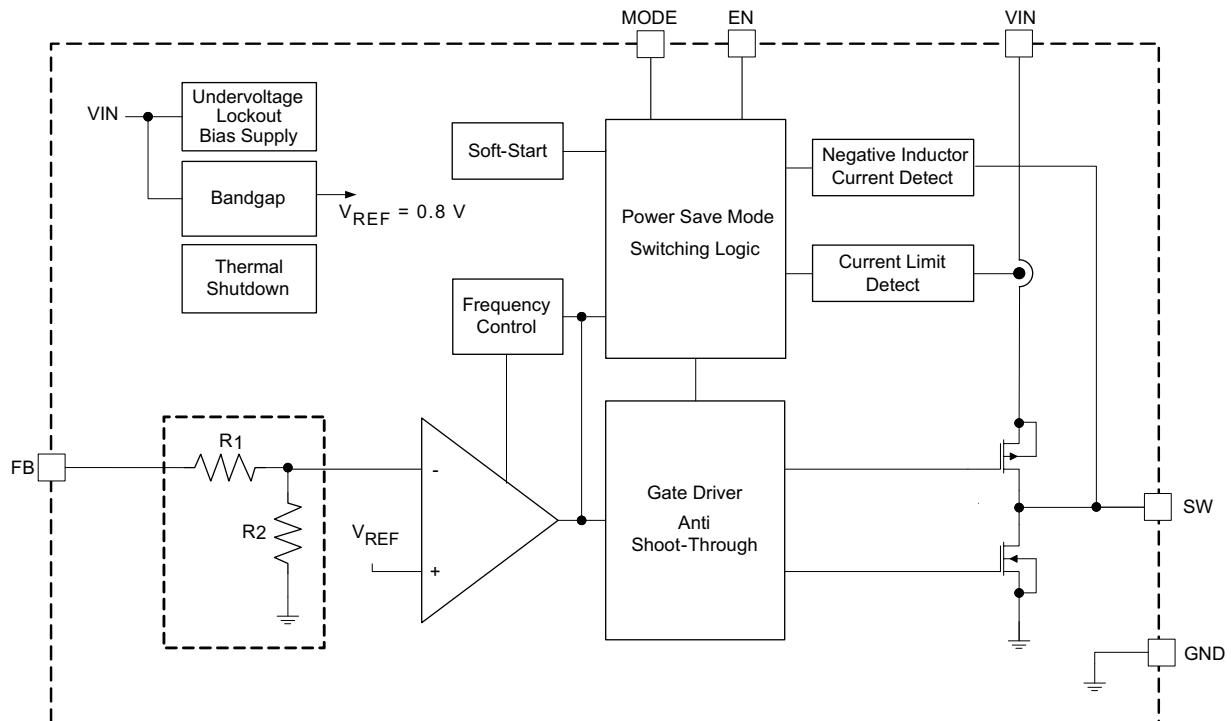 MODE
EN
VIN
VIN
Undervoltage
Lockout
Bias Supply
Soft-Start
Negative Inductor
Current Detect
Bandgap
VREF = 0.8 V
Power Save Mode
Switching Logic
Thermal
Shutdown
Current Limit
Detect
Frequency
Control
FB
R1
R2
-
VREF
+
Gate Driver
Anti
Shoot-Through
SW
GND